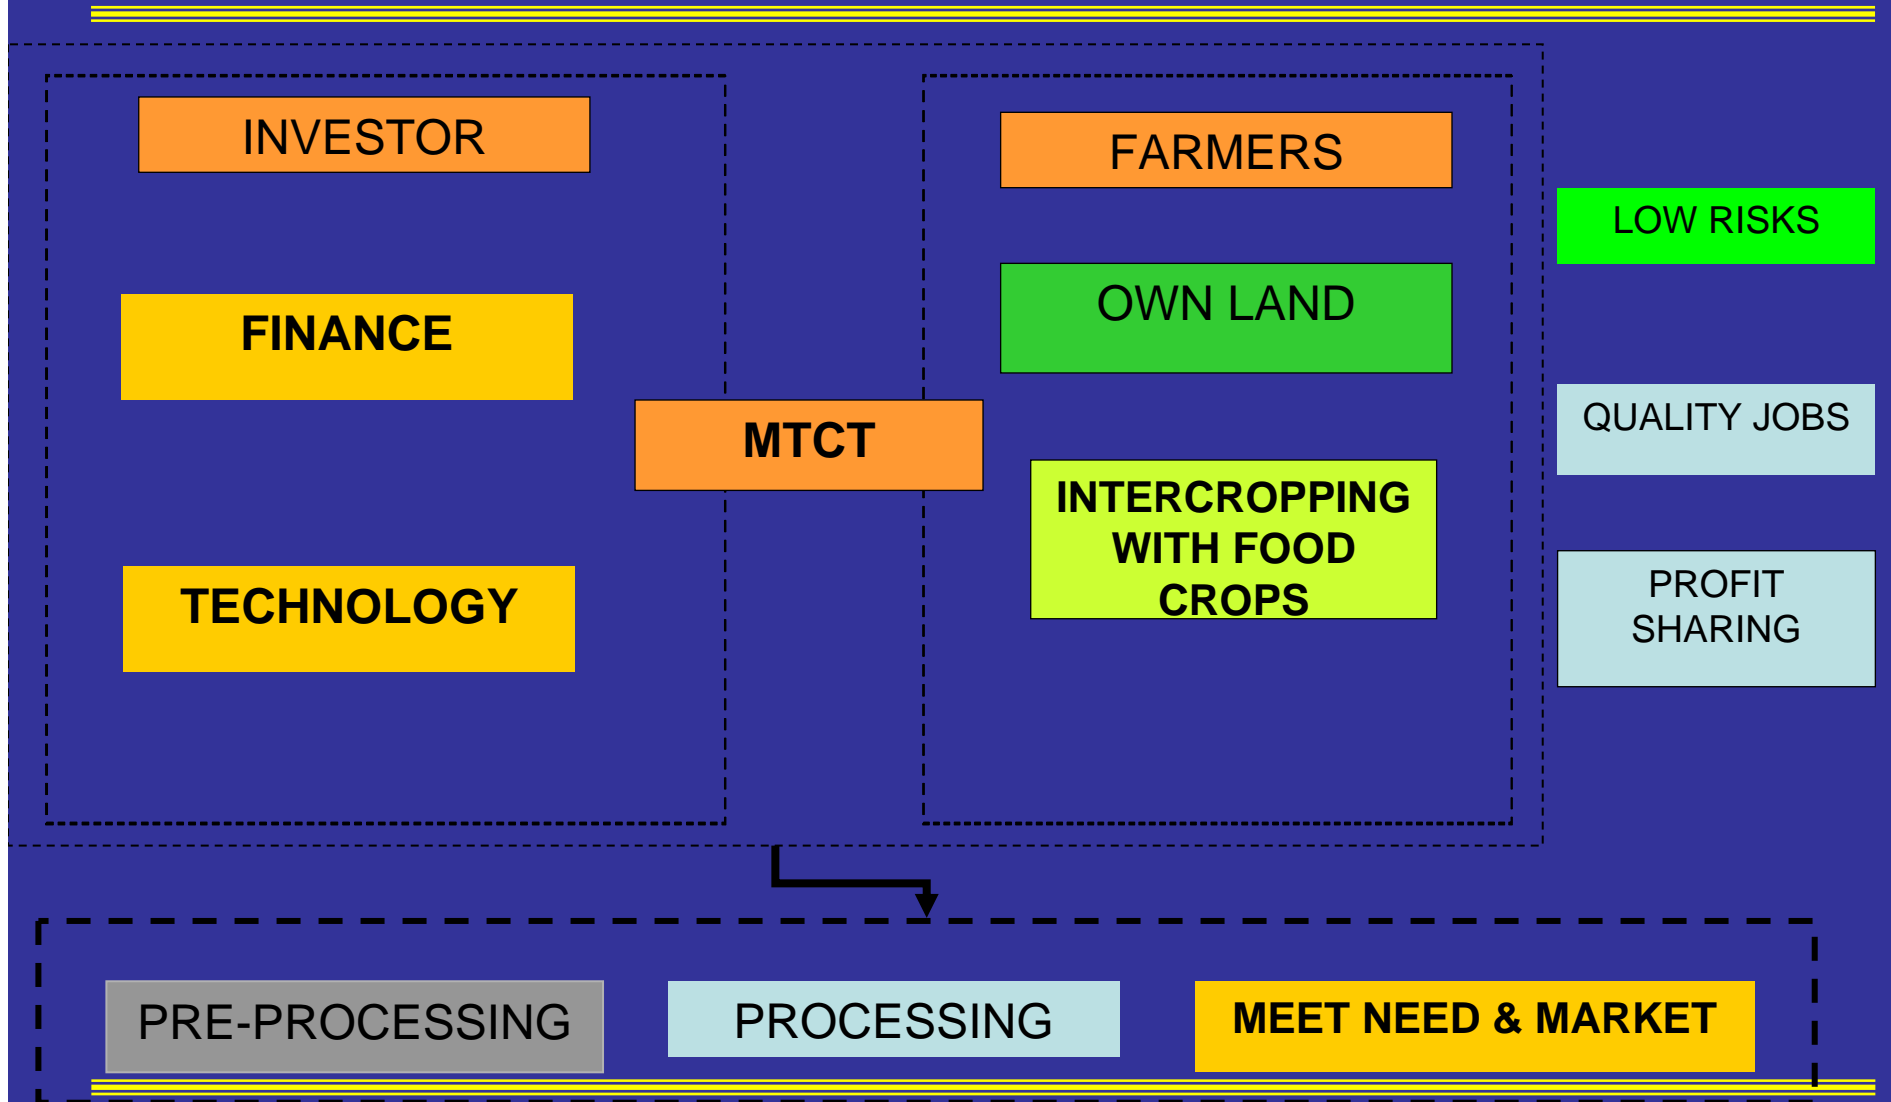 INVESTOR
FINANCE
TECHNOLOGY
MTCT
FARMERS
OWN LAND
INTERCROPPING
WITH FOOD
CROPS
LOW RISKS
QUALITY JOBS
PROFIT
SHARING
PRE-PROCESSING
PROCESSING
MEET NEED & MARKET